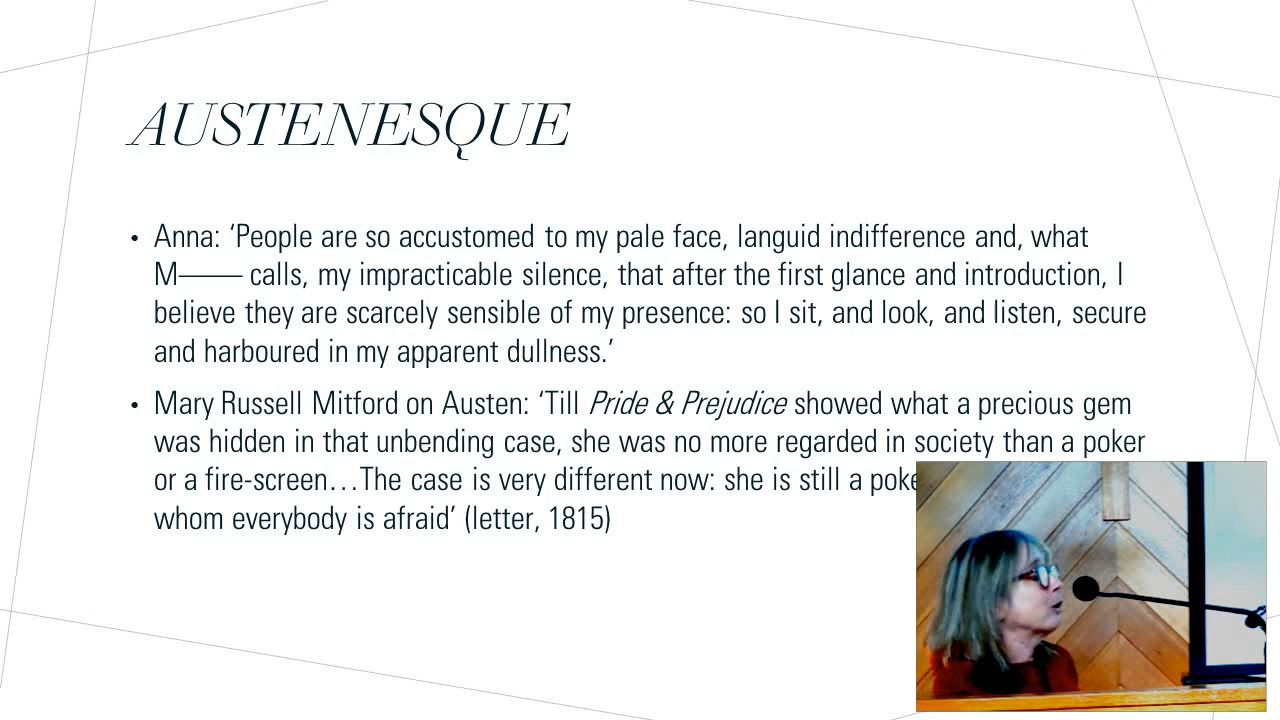 AUSTENESQUE
• Anna: ‘People are so accustomed to my pale face, languid indifference and, what
M—— calls, my impracticable silence, that after the first glance and introduction, I
believe they are scarcely sensible of my presence: so I sit, and look, and listen, secure
and harboured in my apparent dullness.’
• Mary Russell Mitford on Austen: ‘Till Pride & Prejudice showed what a precious gem
was hidden in that unbending case, she was no more regarded in society than a poker
or a fire-screen…The case is very different now: she is still a
whom everybody is afraid’ (letter, 1815)